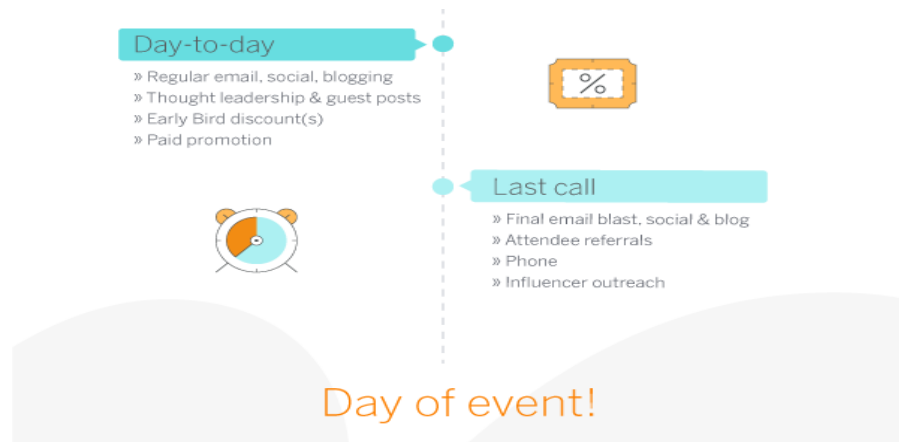 Day-to-day
» Regular email, social, blogging
» Thought leadership & guest posts
» Early Bird discount(s)
» Paid promotion
%
Last call
» Final email blast, social & blog
» Attendee referrals
» Phone
» Influencer outreach
Day of event!